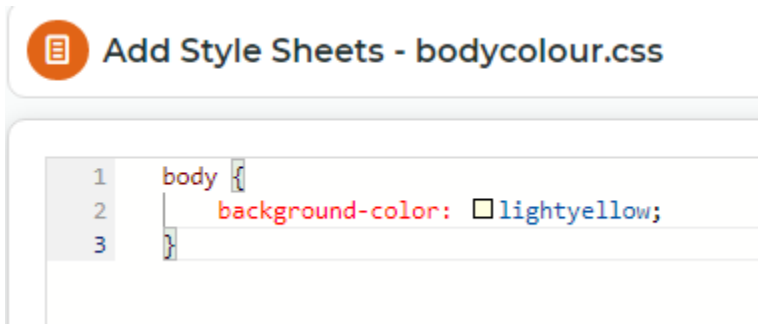 Add Style Sheets - bodycolour.css
1 body {
2 background-color: lightyellow;
3 }